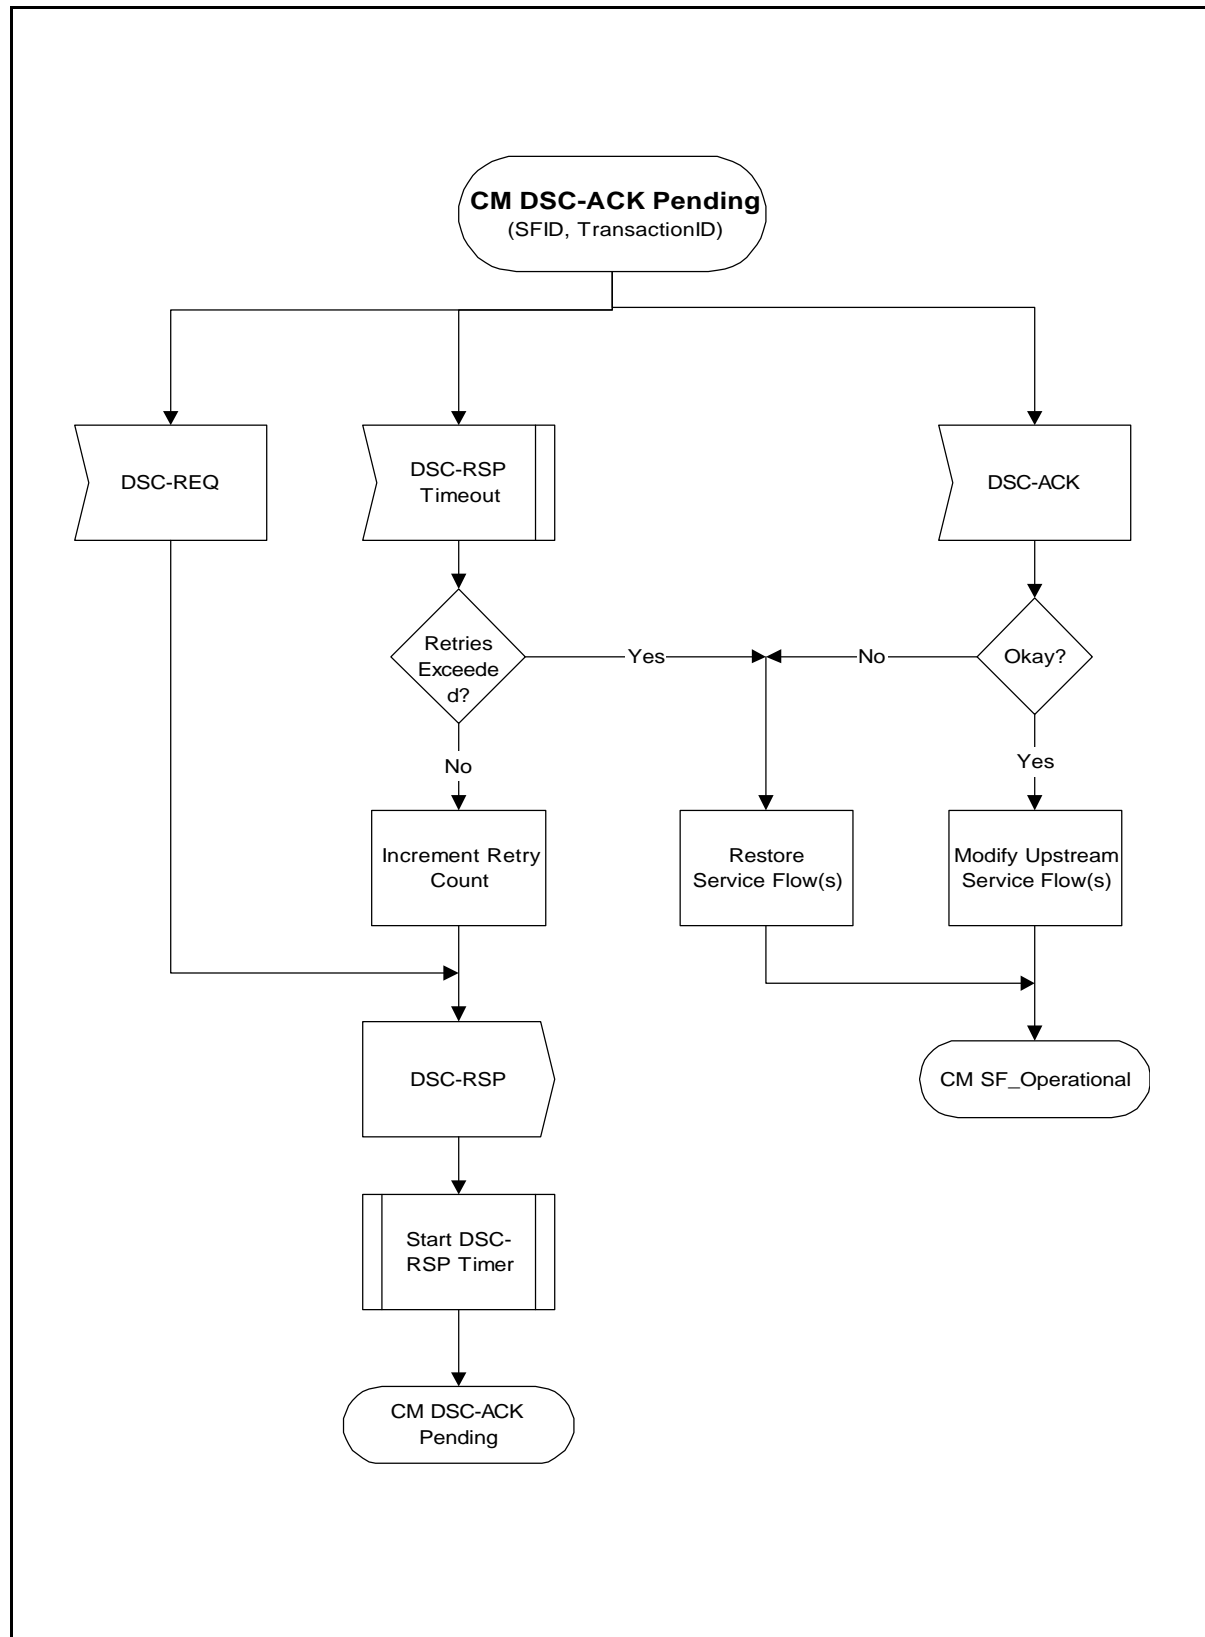 CM DSC-ACK Pending
(SFID, TransactionID)
DSC-REQ
DSC-RSP
Timeout
DSC-ACK
Retries
Exceede
d?
Yes
No
Okay?
No
Yes
Increment Retry
Count
Restore
Service Flow(s)
Modify Upstream
Service Flow(s)
DSC-RSP
CM SF_Operational
Start DSC-
RSP Timer
CM DSC-ACK
Pending